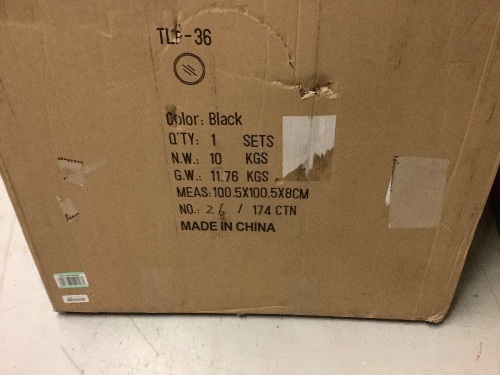 TLF-36
Color: Black
Q'TY: 1 SETS
N.W.: 10 KGS
G.W.: 11.76 KGS
MEAS:100.5X100.5X8CM
NO.: 26 / 174 CTN
MADE IN CHINA